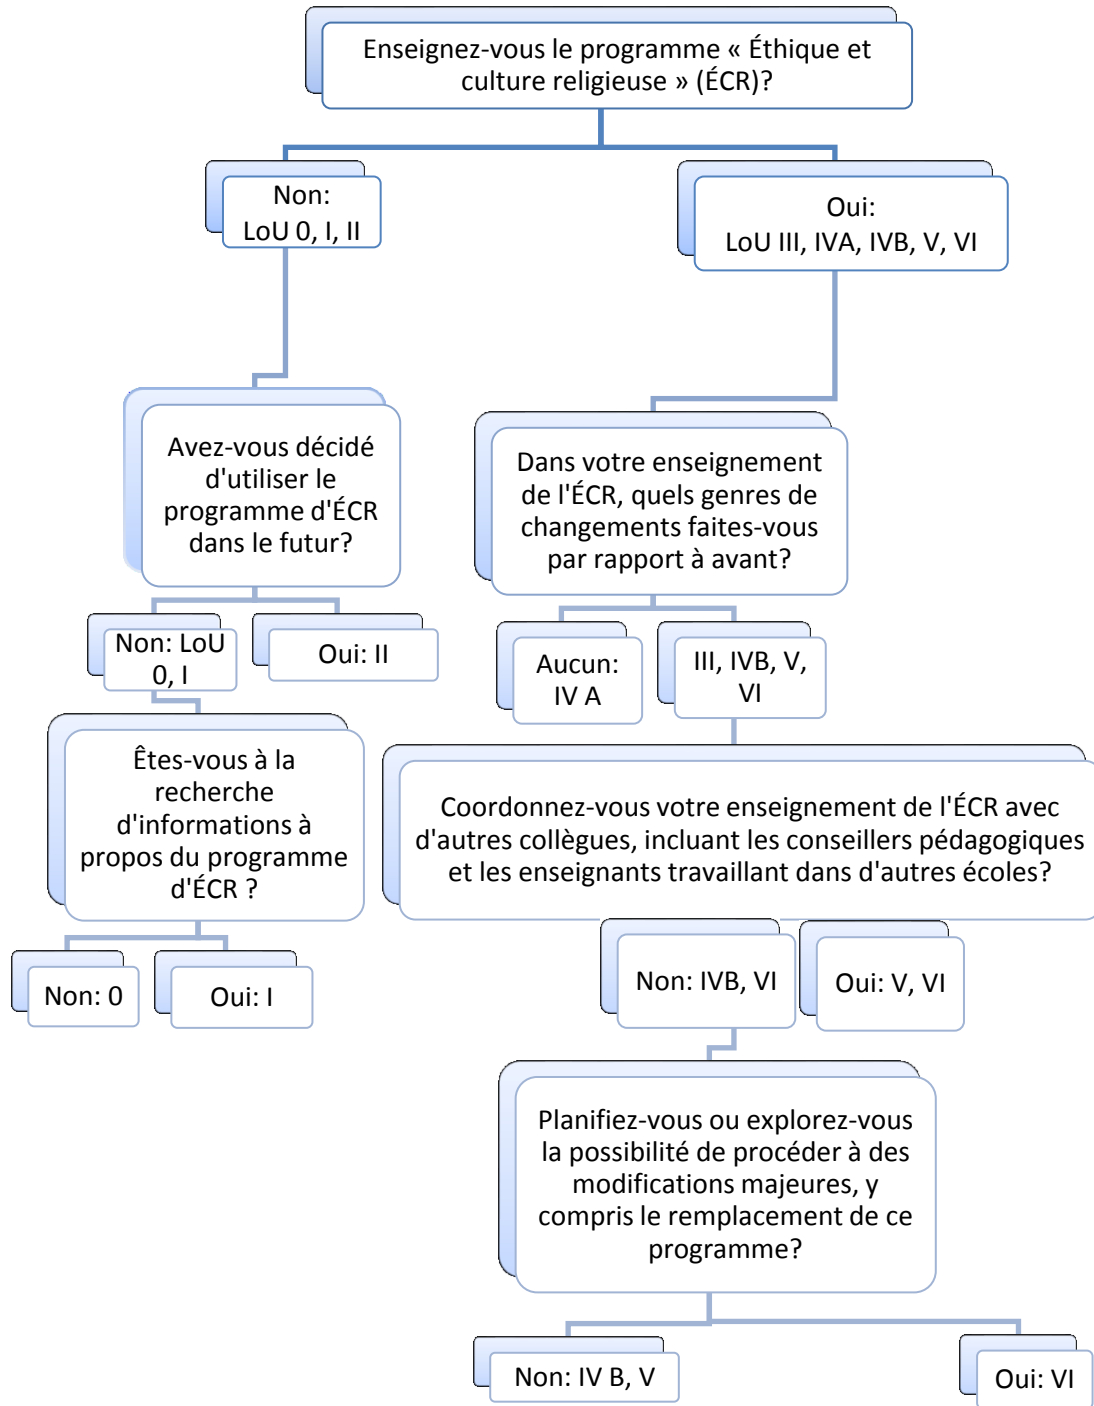 Enseignez-vous le programme « Éthique et
culture religieuse » (ÉCR)?
Non:
LoU 0, I, II
Oui:
LoU III, IVA, IVB, V, VI
Avez-vous décidé
d'utiliser le
programme d'ÉCR
dans le futur?
Dans votre enseignement
de l'ÉCR, quels genres de
changements faites-vous
par rapport à avant?
Non: LoU
0, I
Oui: II
Aucun:
IV A
III, IVB, V,
VI
Êtes-vous à la
recherche
d'informations à
propos du programme
d'ÉCR ?
Coordonnez-vous votre enseignement de l'ÉCR avec
d'autres collègues, incluant les conseillers pédagogiques
et les enseignants travaillant dans d'autres écoles?
Non: 0
Oui: I
Non: IVB, VI
Oui: V, VI
Planifiez-vous ou explorez-vous
la possibilité de procéder à des
modifications majeures, y
compris le remplacement de ce
programme?
Non: IV B, V
Oui: VI